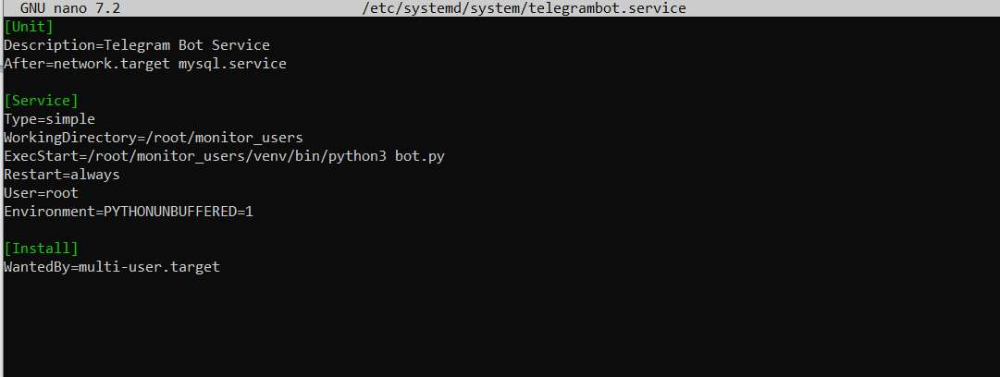 GNU nano 7.2 /etc/systemd/system/telegrambot.service
[Unit]
Description=Telegram Bot Service
After=network.target mysql.service
[Service]
Type=simple
WorkingDirectory=/root/monitor_users
ExecStart=/root/monitor_users/venv/bin/python3 bot.py
Restart=always
User=root
Environment=PYTHONUNBUFFERED=1
[Install]
WantedBy=multi-user.target